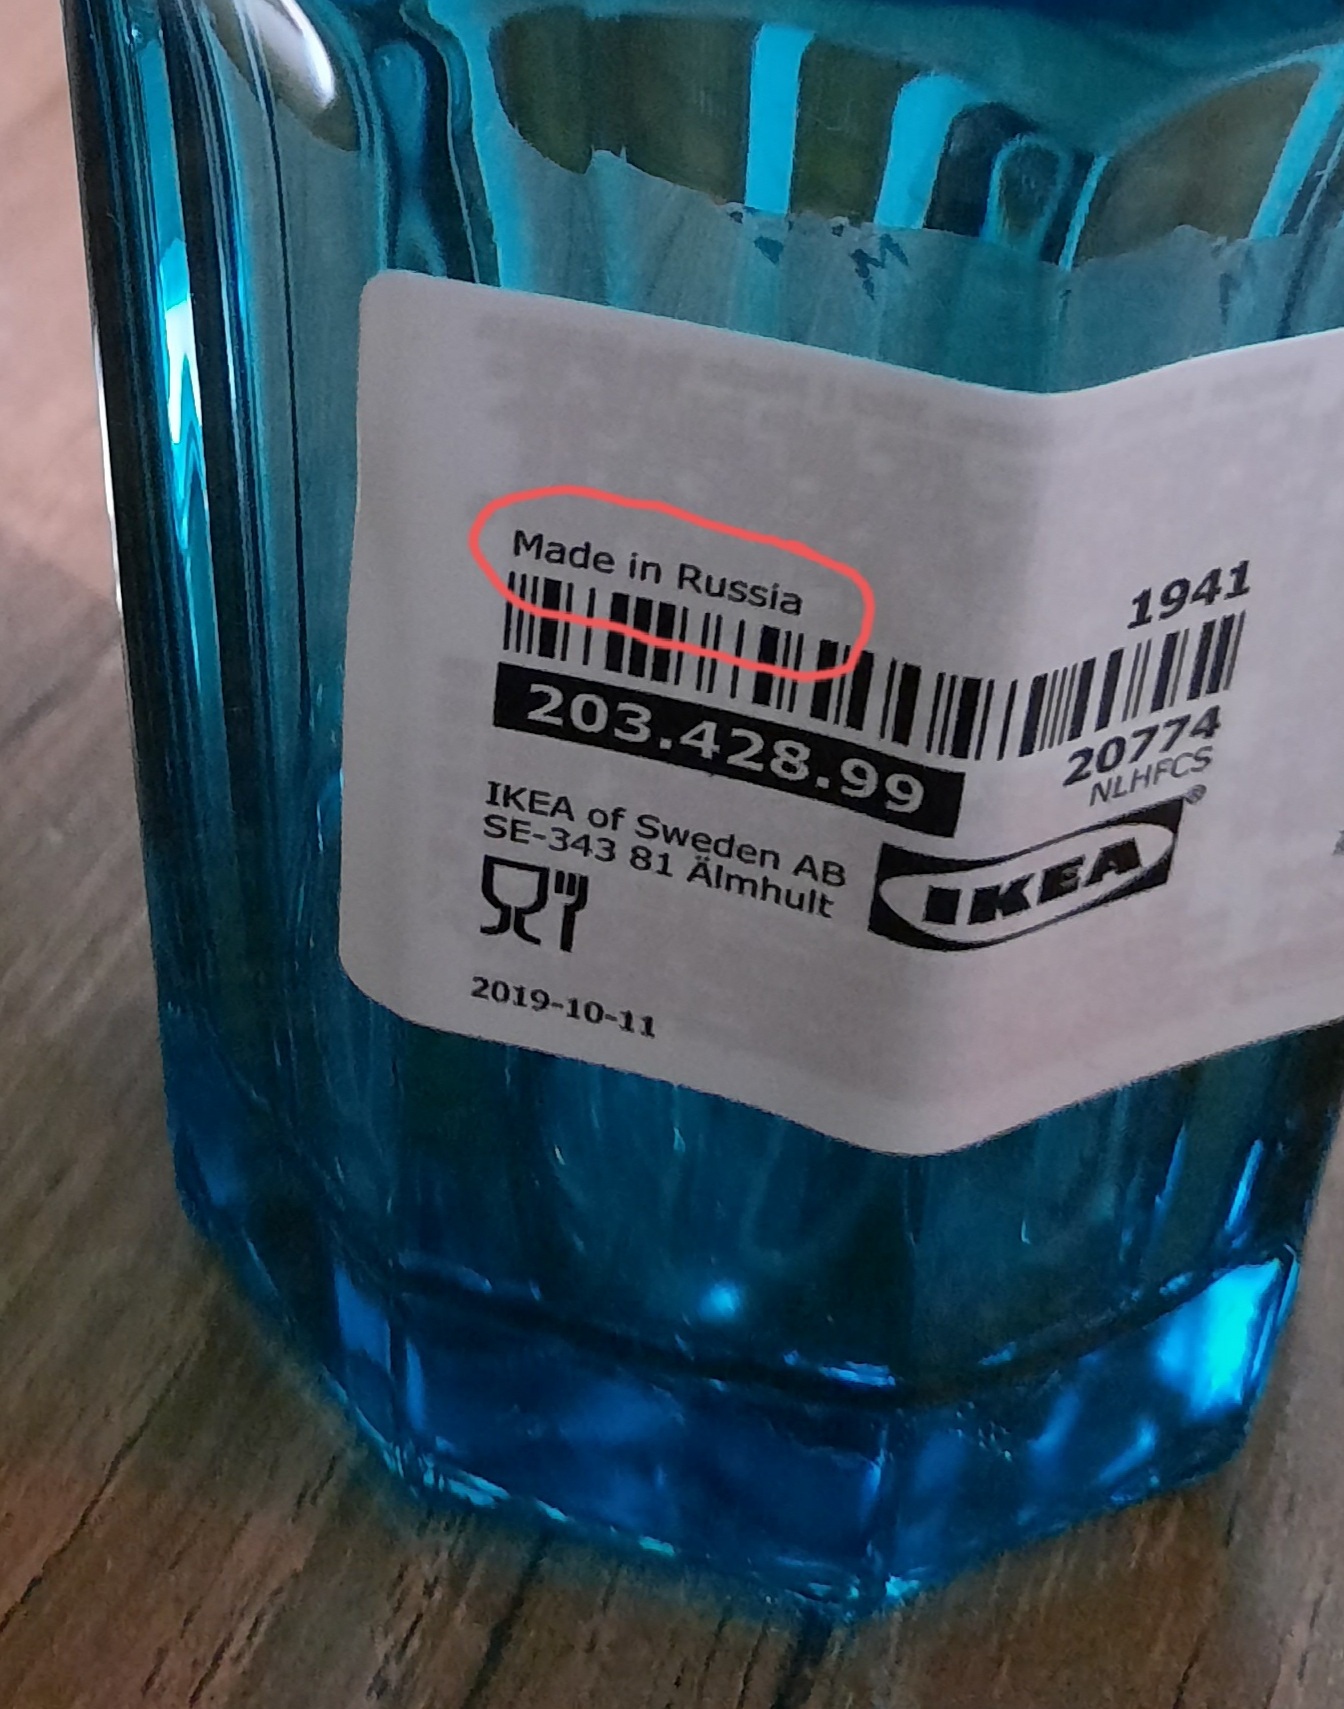 Made in Russia
1941
203.428.99
20774
NLHFCS
IKEA of Sweden AB
SE-343 81 Älmhult
IKEA®
2019-10-11